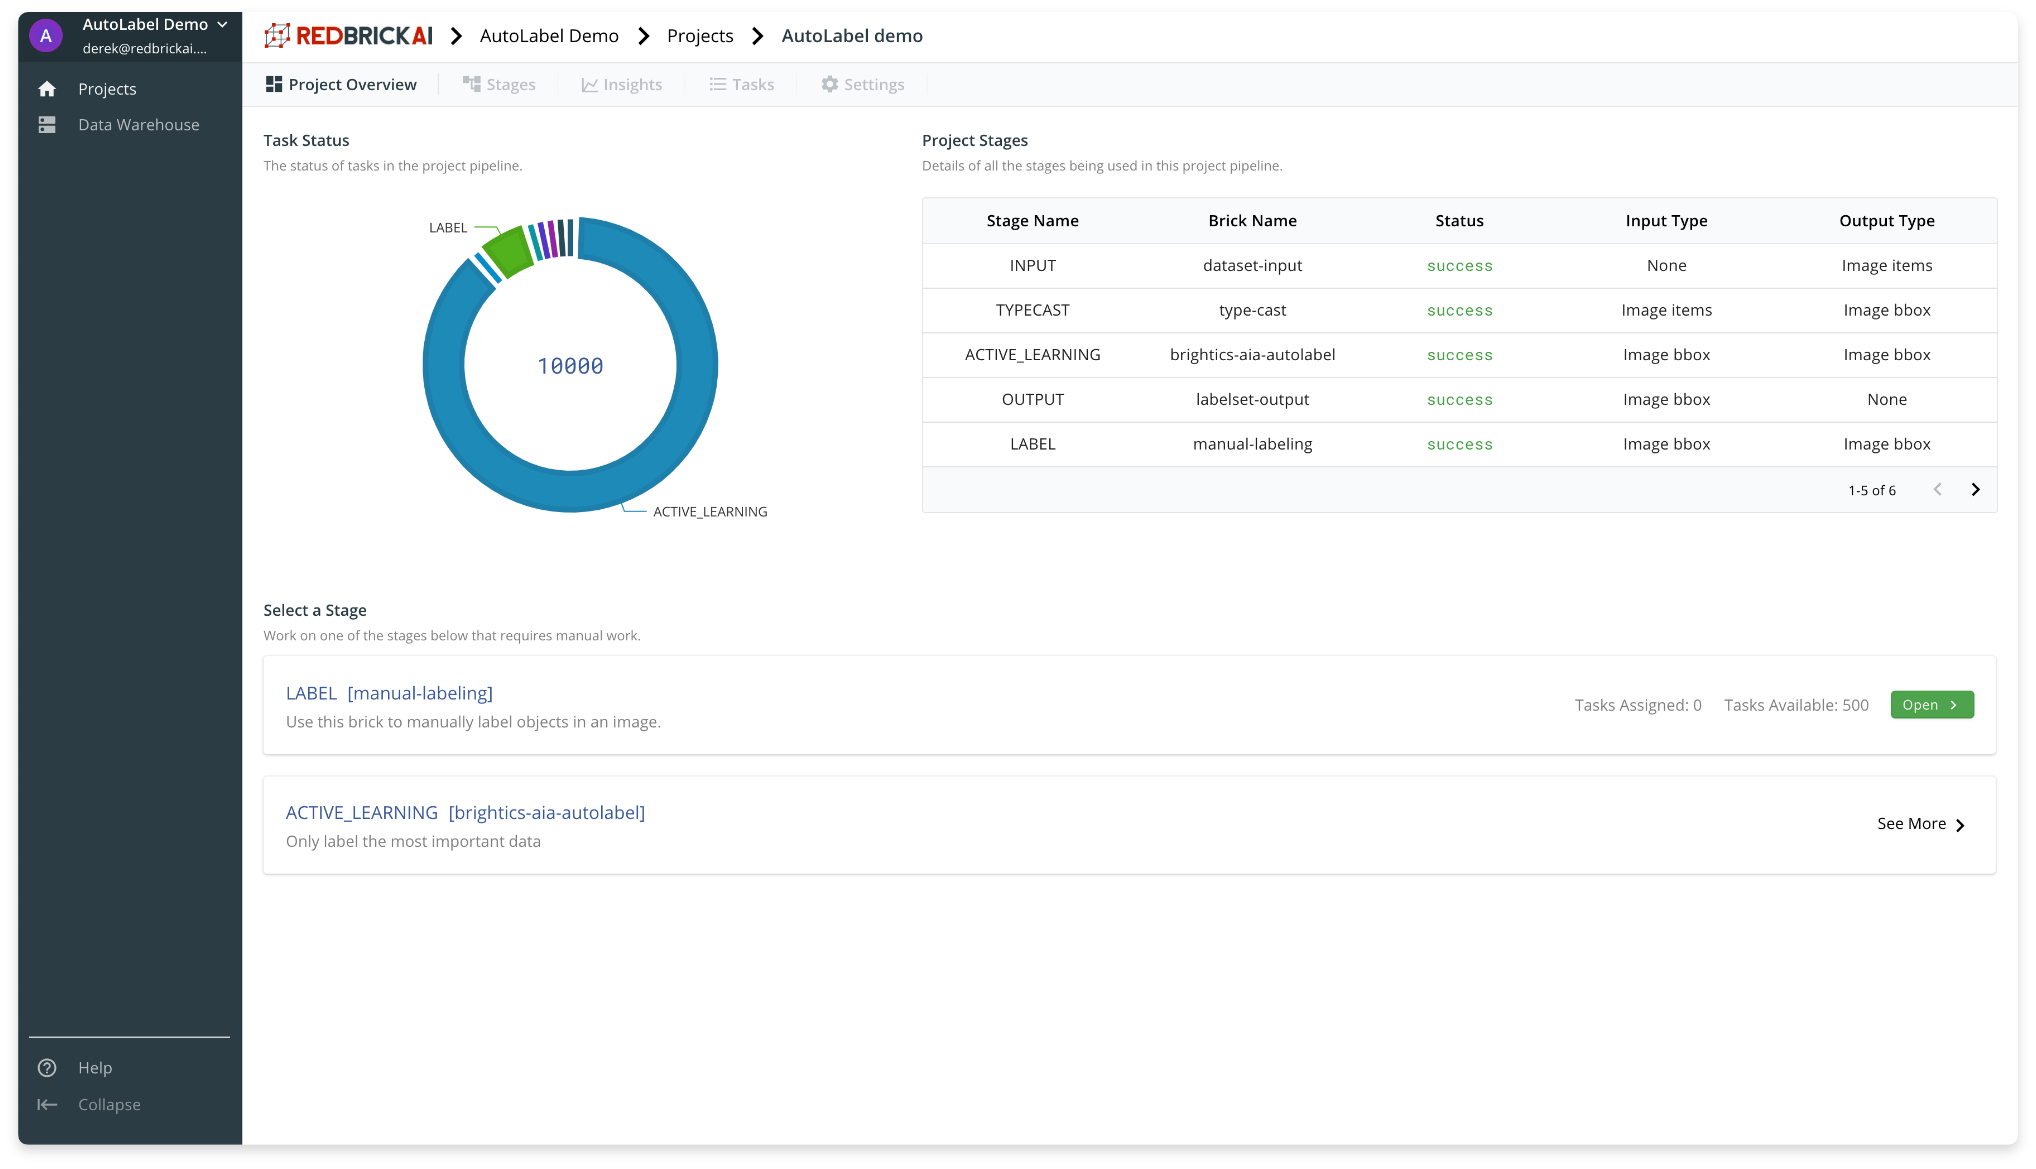 A
AutoLabel Demo
derek@redbrickai....
Projects
Data Warehouse
Help
Collapse
REDBRICKAI AutoLabel Demo Projects AutoLabel demo
Project Overview Stages Insights Tasks Settings
Task Status
The status of tasks in the project pipeline.
LABEL
10000
ACTIVE_LEARNING
Project Stages
Details of all the stages being used in this project pipeline.
Stage Name Brick Name Status Input Type Output Type
INPUT dataset-input success None Image items
TYPECAST type-cast success Image items Image bbox
ACTIVE_LEARNING brightics-aia-autolabel success Image bbox Image bbox
OUTPUT labelset-output success Image bbox None
LABEL manual-labeling success Image bbox Image bbox
1-5 of 6
Select a Stage
Work on one of the stages below that requires manual work.
LABEL [manual-labeling]
Use this brick to manually label objects in an image.
Tasks Assigned: 0 Tasks Available: 500 Open
ACTIVE_LEARNING [brightics-aia-autolabel]
Only label the most important data
See More